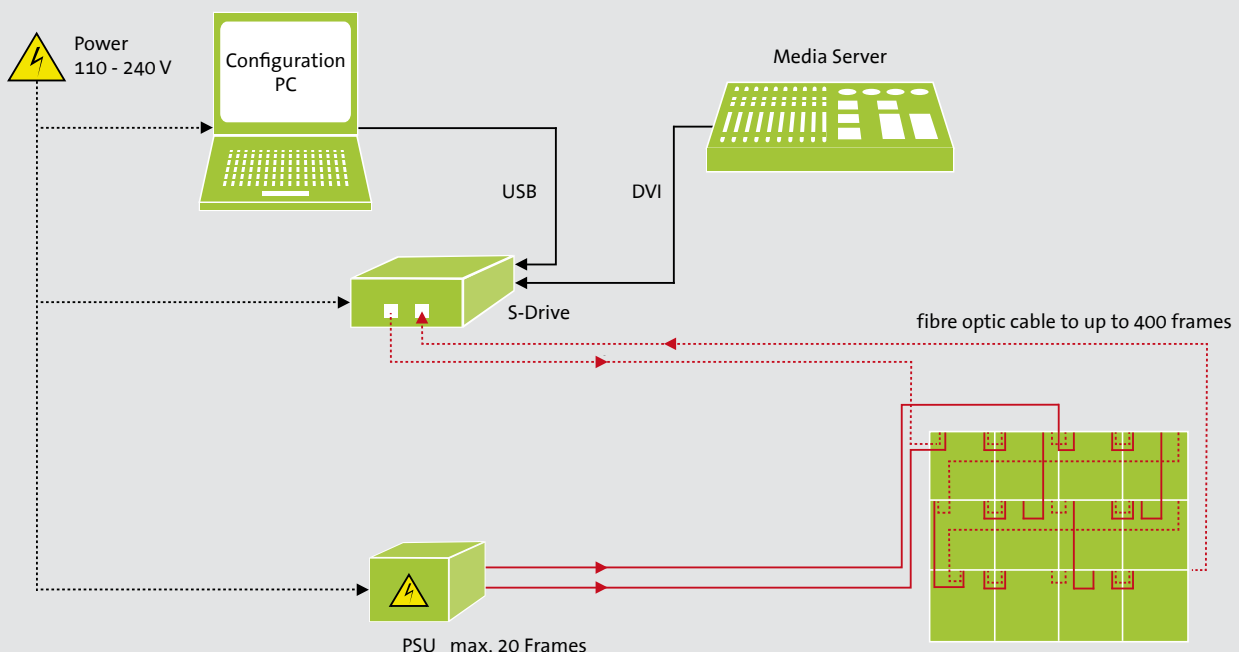 Power
110 - 240 V
Configuration
PC
Media Server
USB
DVI
S-Drive
fibre optic cable to up to 400 frames
PSU max. 20 Frames